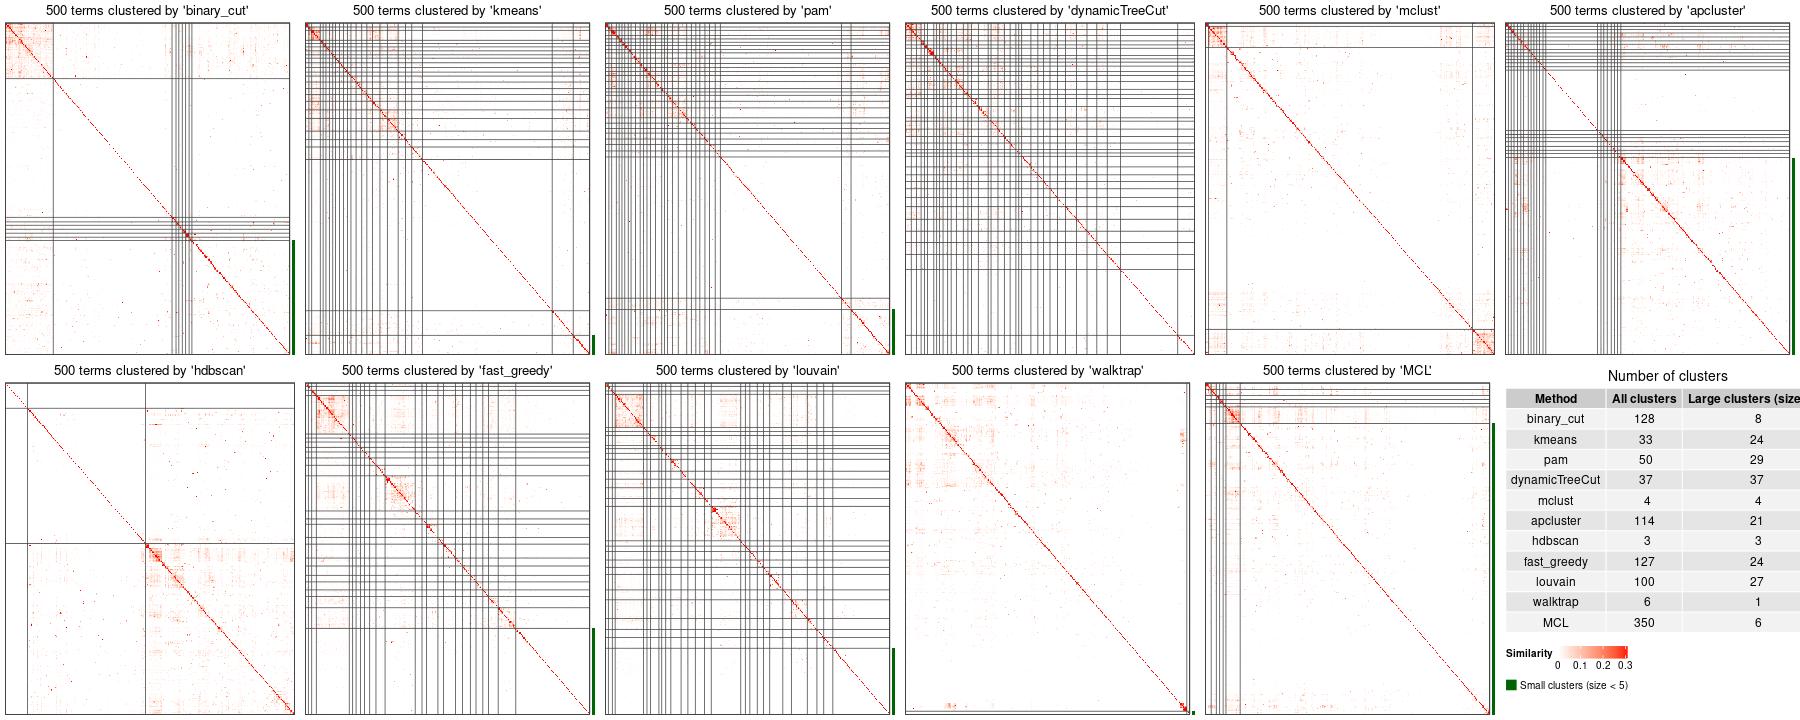 500 terms clustered by 'binary_cut'
500 terms clustered by 'kmeans'
500 terms clustered by 'pam'
500 terms clustered by 'dynamicTreeCut'
500 terms clustered by 'mclust'
500 terms clustered by 'apcluster'
500 terms clustered by 'hdbscan'
500 terms clustered by 'fast_greedy'
500 terms clustered by 'louvain'
500 terms clustered by 'walktrap'
500 terms clustered by 'MCL'
Number of clusters
Method All clusters Large clusters (size
binary_cut 128 8
kmeans 33 24
pam 50 29
dynamicTreeCut 37 37
mclust 4 4
apcluster 114 21
hdbscan 3 3
fast_greedy 127 24
louvain 100 27
walktrap 6 1
MCL 350 6
Similarity
0 0.1 0.2 0.3
Small clusters (size < 5)